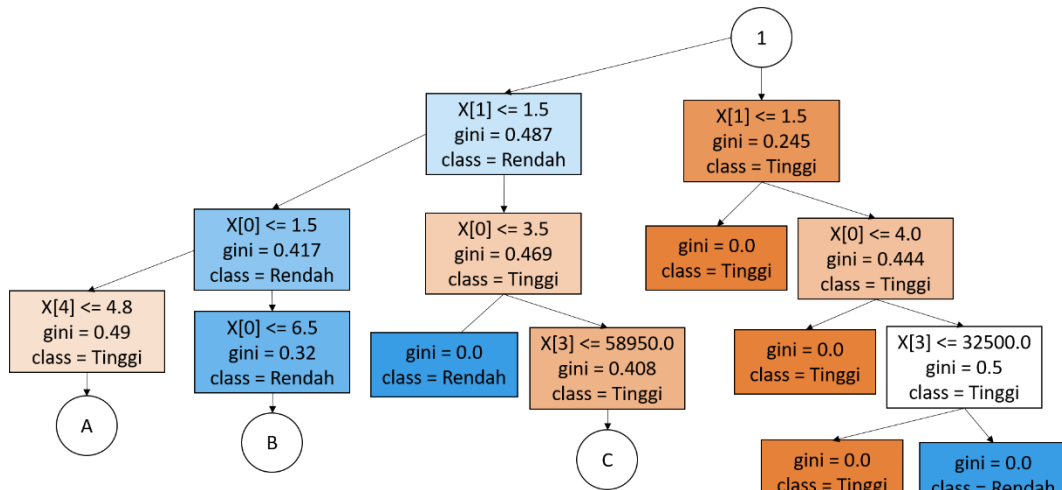 1
X[1] <= 1.5
gini = 0.487
class = Rendah
X[1] <= 1.5
gini = 0.245
class = Tinggi
X[0] <= 1.5
gini = 0.417
class = Rendah
X[0] <= 3.5
gini = 0.469
class = Tinggi
gini = 0.0
class = Tinggi
X[0] <= 4.0
gini = 0.444
class = Tinggi
X[4] <= 4.8
gini = 0.49
class = Tinggi
X[0] <= 6.5
gini = 0.32
class = Rendah
gini = 0.0
class = Rendah
X[3] <= 58950.0
gini = 0.408
class = Tinggi
gini = 0.0
class = Tinggi
X[3] <= 32500.0
gini = 0.5
class = Tinggi
A
B
C
gini = 0.0
class = Tinggi
gini = 0.0
class = Rendah